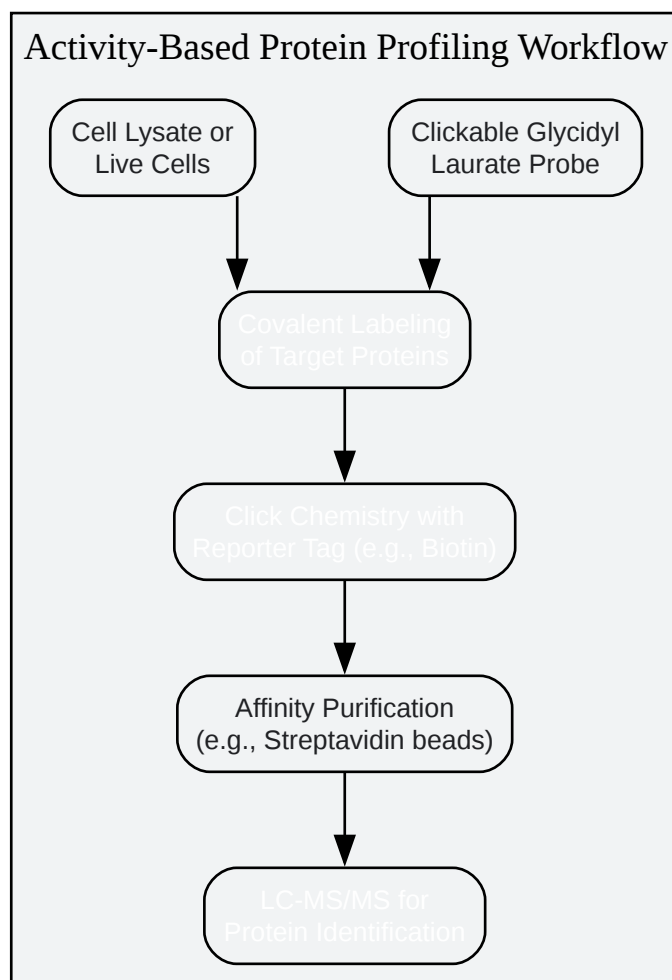 Activity-Based Protein Profiling Workflow
Cell Lysate or
Live Cells
Clickable Glycidyl
Laurate Probe
Covalent Labeling
of Target Proteins
Click Chemistry with
Reporter Tag (e.g., Biotin)
Affinity Purification
(e.g., Streptavidin beads)
LC-MS/MS for
Protein Identification